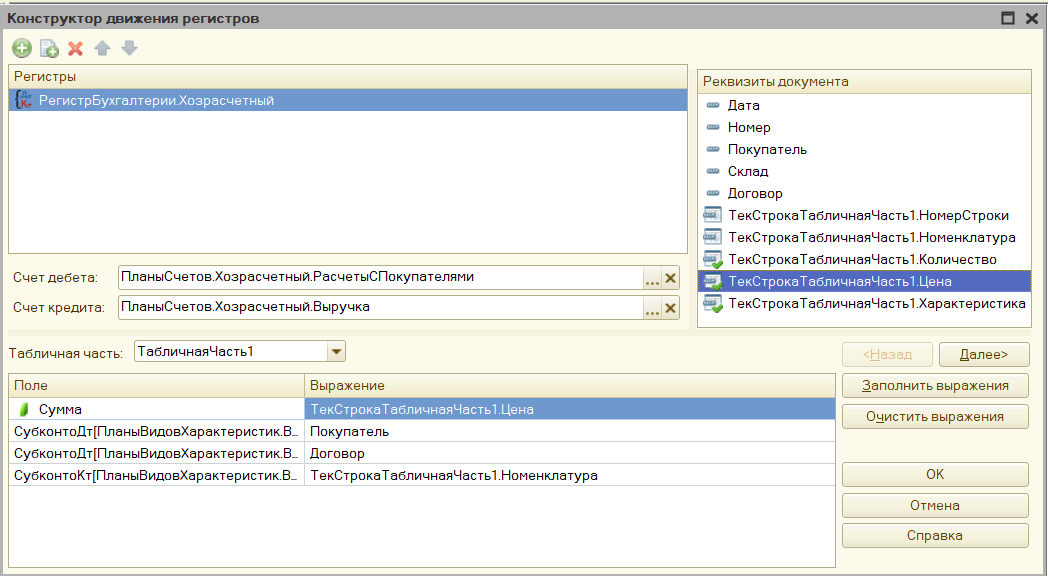 Конструктор движения регистров
Регистры
РегистрБухгалтерии.Хозрасчетный
Реквизиты документа
Дата
Номер
Покупатель
Склад
Договор
ТекСтрокаТабличнаяЧасть1.НомерСтроки
ТекСтрокаТабличнаяЧасть1.Номенклатура
ТекСтрокаТабличнаяЧасть1.Количество
ТекСтрокаТабличнаяЧасть1.Цена
ТекСтрокаТабличнаяЧасть1.Характеристика
Счет дебета: ПланыСчетов.Хозрасчетный.РасчетыСПокупателями ...
Счет кредита: ПланыСчетов.Хозрасчетный.Выручка ...
Табличная часть: ТабличнаяЧасть1
<Назад Далее>
Поле Выражение
Сумма ТекСтрокаТабличнаяЧасть1.Цена
СубконтоДт[ПланыВидовХарактеристик.В... Покупатель
СубконтоДт[ПланыВидовХарактеристик.В... Договор
СубконтоКт[ПланыВидовХарактеристик.В... ТекСтрокаТабличнаяЧасть1.Номенклатура
Заполнить выражения
Очистить выражения
OK
Отмена
Справка